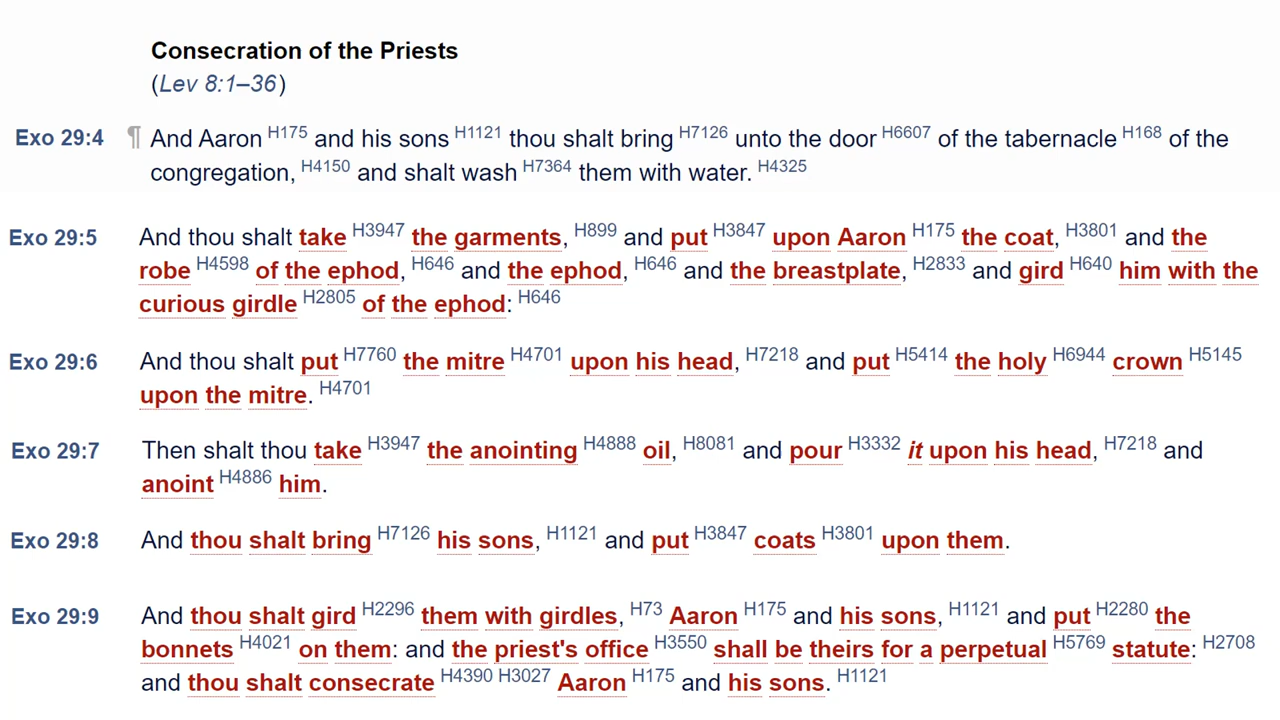 Consecration of the Priests
(Lev 8:1–36)
Exo 29:4 ¶ And Aaron H175 and his sons H1121 thou shalt bring H7126 unto the door H6607 of the tabernacle H168 of the
congregation, H4150 and shalt wash H7364 them with water. H4325
Exo 29:5 And thou shalt take H3947 the garments, H899 and put H3847 upon Aaron H175 the coat, H3801 and the
robe H4598 of the ephod, H646 and the ephod, H646 and the breastplate, H2833 and gird H640 him with the
curious girdle H2805 of the ephod: H646
Exo 29:6 And thou shalt put H7760 the mitre H4701 upon his head, H7218 and put H5414 the holy H6944 crown H5145
upon the mitre. H4701
Exo 29:7 Then shalt thou take H3947 the anointing H4888 oil, H8081 and pour H3332 it upon his head, H7218 and
anoint H4886 him.
Exo 29:8 And thou shalt bring H7126 his sons, H1121 and put H3847 coats H3801 upon them.
Exo 29:9 And thou shalt gird H2296 them with girdles, H73 Aaron H175 and his sons, H1121 and put H2280 the
bonnets H4021 on them: and the priest's office H3550 shall be theirs for a perpetual H5769 statute: H2708
and thou shalt consecrate H4390 H3027 Aaron H175 and his sons. H1121